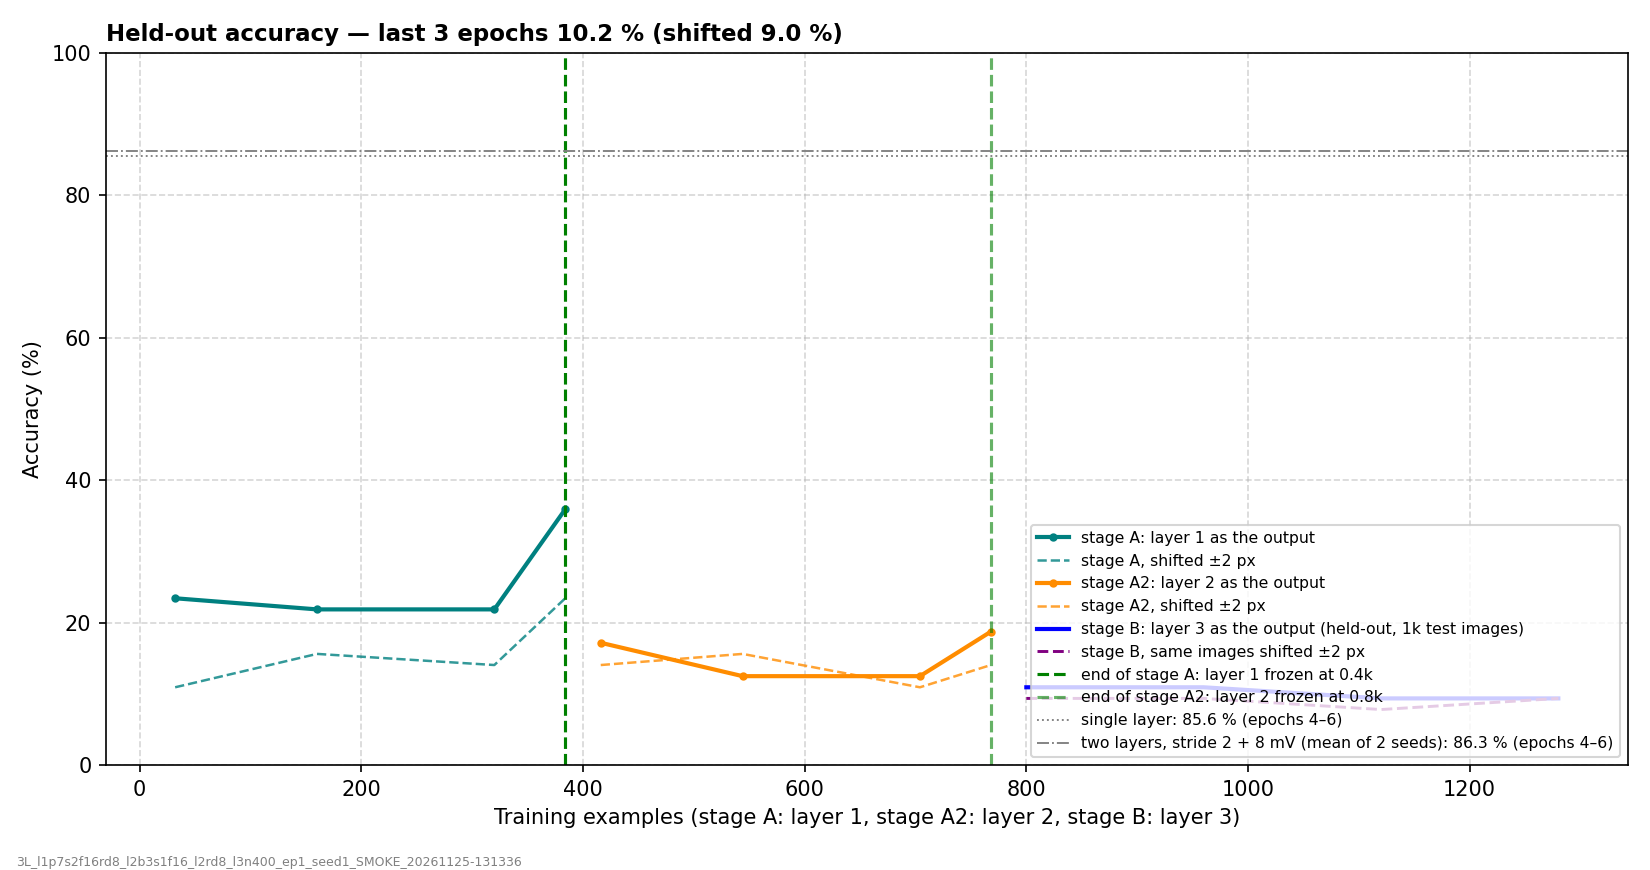 Held-out accuracy — last 3 epochs 10.2 % (shifted 9.0 %)
100
80
60
40
20
0
Accuracy (%)
stage A: layer 1 as the output
stage A, shifted ±2 px
stage A2: layer 2 as the output
stage A2, shifted ±2 px
stage B: layer 3 as the output (held-out, 1k test images)
stage B, same images shifted ±2 px
end of stage A: layer 1 frozen at 0.4k
end of stage A2: layer 2 frozen at 0.8k
single layer: 85.6 % (epochs 4–6)
two layers, stride 2 + 8 mV (mean of 2 seeds): 86.3 % (epochs 4–6)
0 200 400 600 800 1000 1200
Training examples (stage A: layer 1, stage A2: layer 2, stage B: layer 3)
3L_l1p7s2f16rd8_l2b3s1f16_l2rd8_l3n400_ep1_seed1_SMOKE_20261125-131336